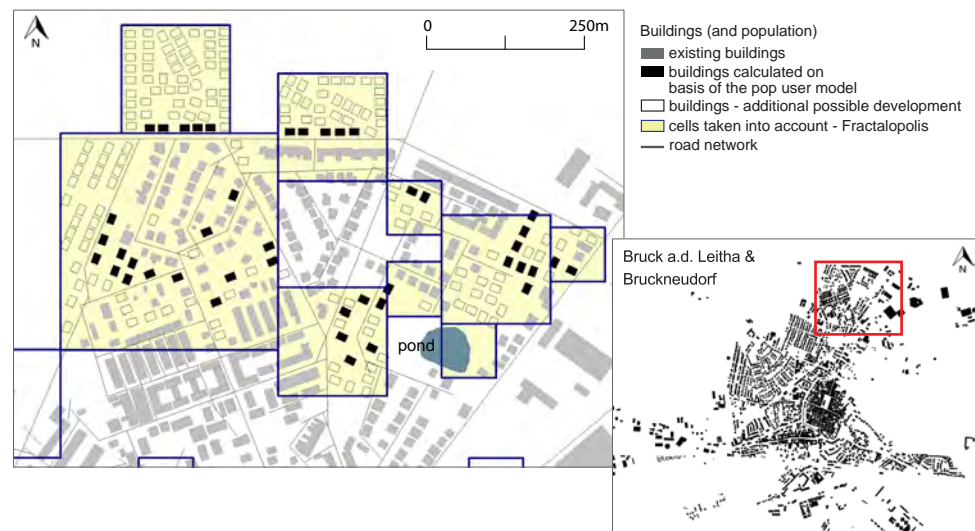 N
0 250m
pond
Buildings (and population)
existing buildings
buildings calculated on
basis of the pop user model
buildings - additional possible development
cells taken into account - Fractalopolis
road network
Bruck a.d. Leitha &
Bruckneudorf
N